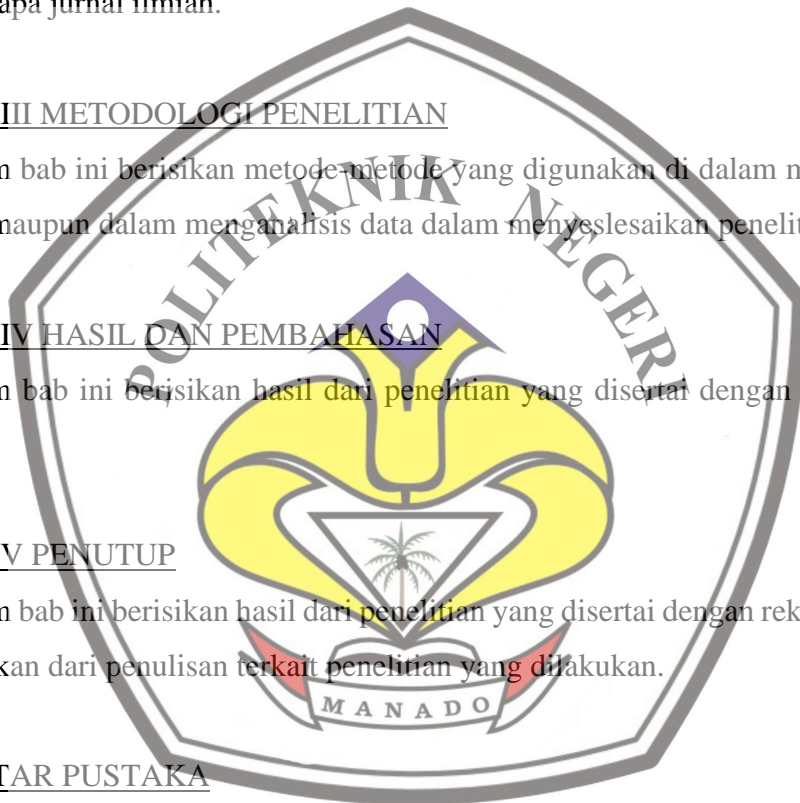 apa jurnal ilmiah.
III METODOLOGI PENELITIAN
bab ini berisikan metode-metode yang digunakan di dalam
maupun dalam menganalisis data dalam menyeslesaikan penelit
IV HASIL DAN PEMBAHASAN
bab ini berisikan hasil dari penelitian yang disertai dengan
V PENUTUP
bab ini berisikan hasil dari penelitian yang disertai dengan rek
kan dari penulisan terkait penelitian yang dilakukan.
TAR PUSTAKA
POLITEKNIK NEGERI
MANADO